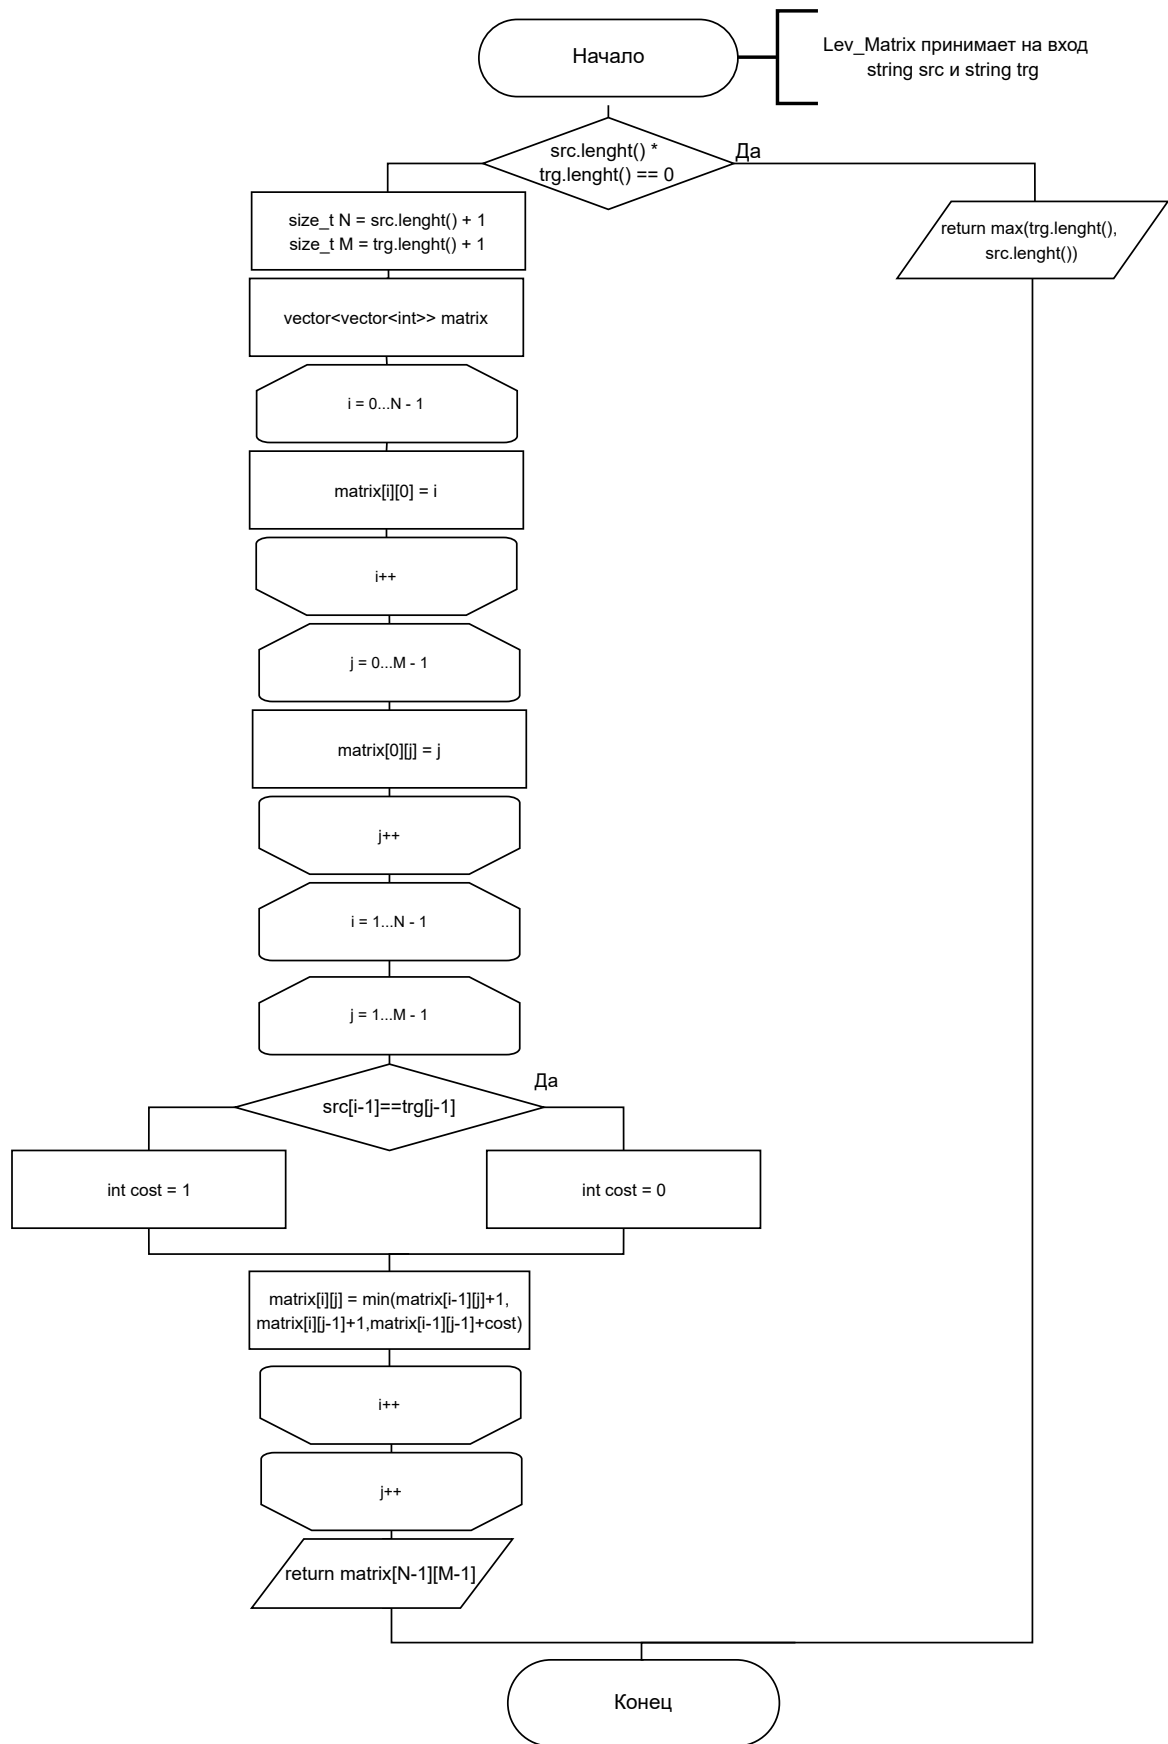 Начало
Lev_Matrix принимает на вход
string src и string trg
src.lenght() *
trg.lenght() == 0
Да
size_t N = src.lenght() + 1
size_t M = trg.lenght() + 1
return max(trg.lenght(),
src.lenght())
vector<vector<int>> matrix
i = 0...N - 1
matrix[i][0] = i
i++
j = 0...M - 1
matrix[0][j] = j
j++
i = 1...N - 1
j = 1...M - 1
Да
src[i-1]==trg[j-1]
int cost = 1
int cost = 0
matrix[i][j] = min(matrix[i-1][j]+1,
matrix[i][j-1]+1,matrix[i-1][j-1]+cost)
i++
j++
return matrix[N-1][M-1]
Конец